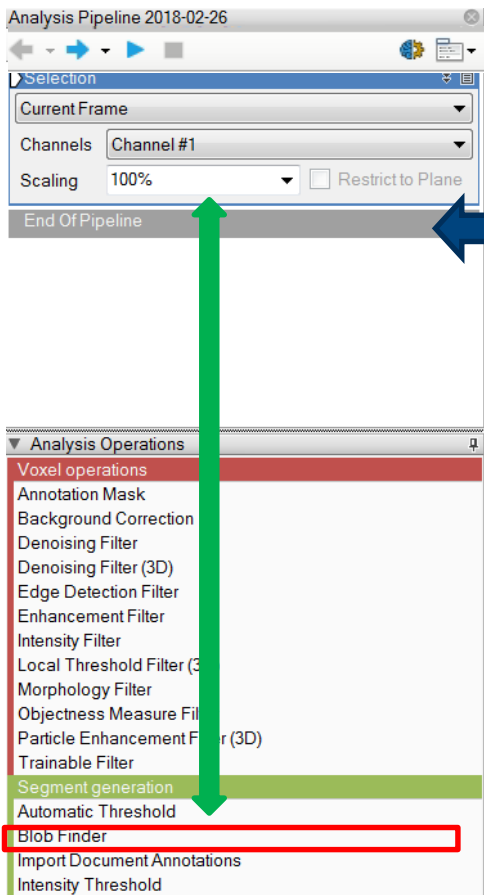 Analysis Pipeline 2018-02-26
Selection
Current Frame
Channels Channel #1
Scaling 100% Restrict to Plane
End Of Pipeline
Analysis Operations
Voxel operations
Annotation Mask
Background Correction
Denoising Filter
Denoising Filter (3D)
Edge Detection Filter
Enhancement Filter
Intensity Filter
Local Threshold Filter
Morphology Filter
Objectness Measure
Particle Enhancement (3D)
Trainable Filter
Segment generation
Automatic Threshold
Blob Finder
Import Document Annotations
Intensity Threshold